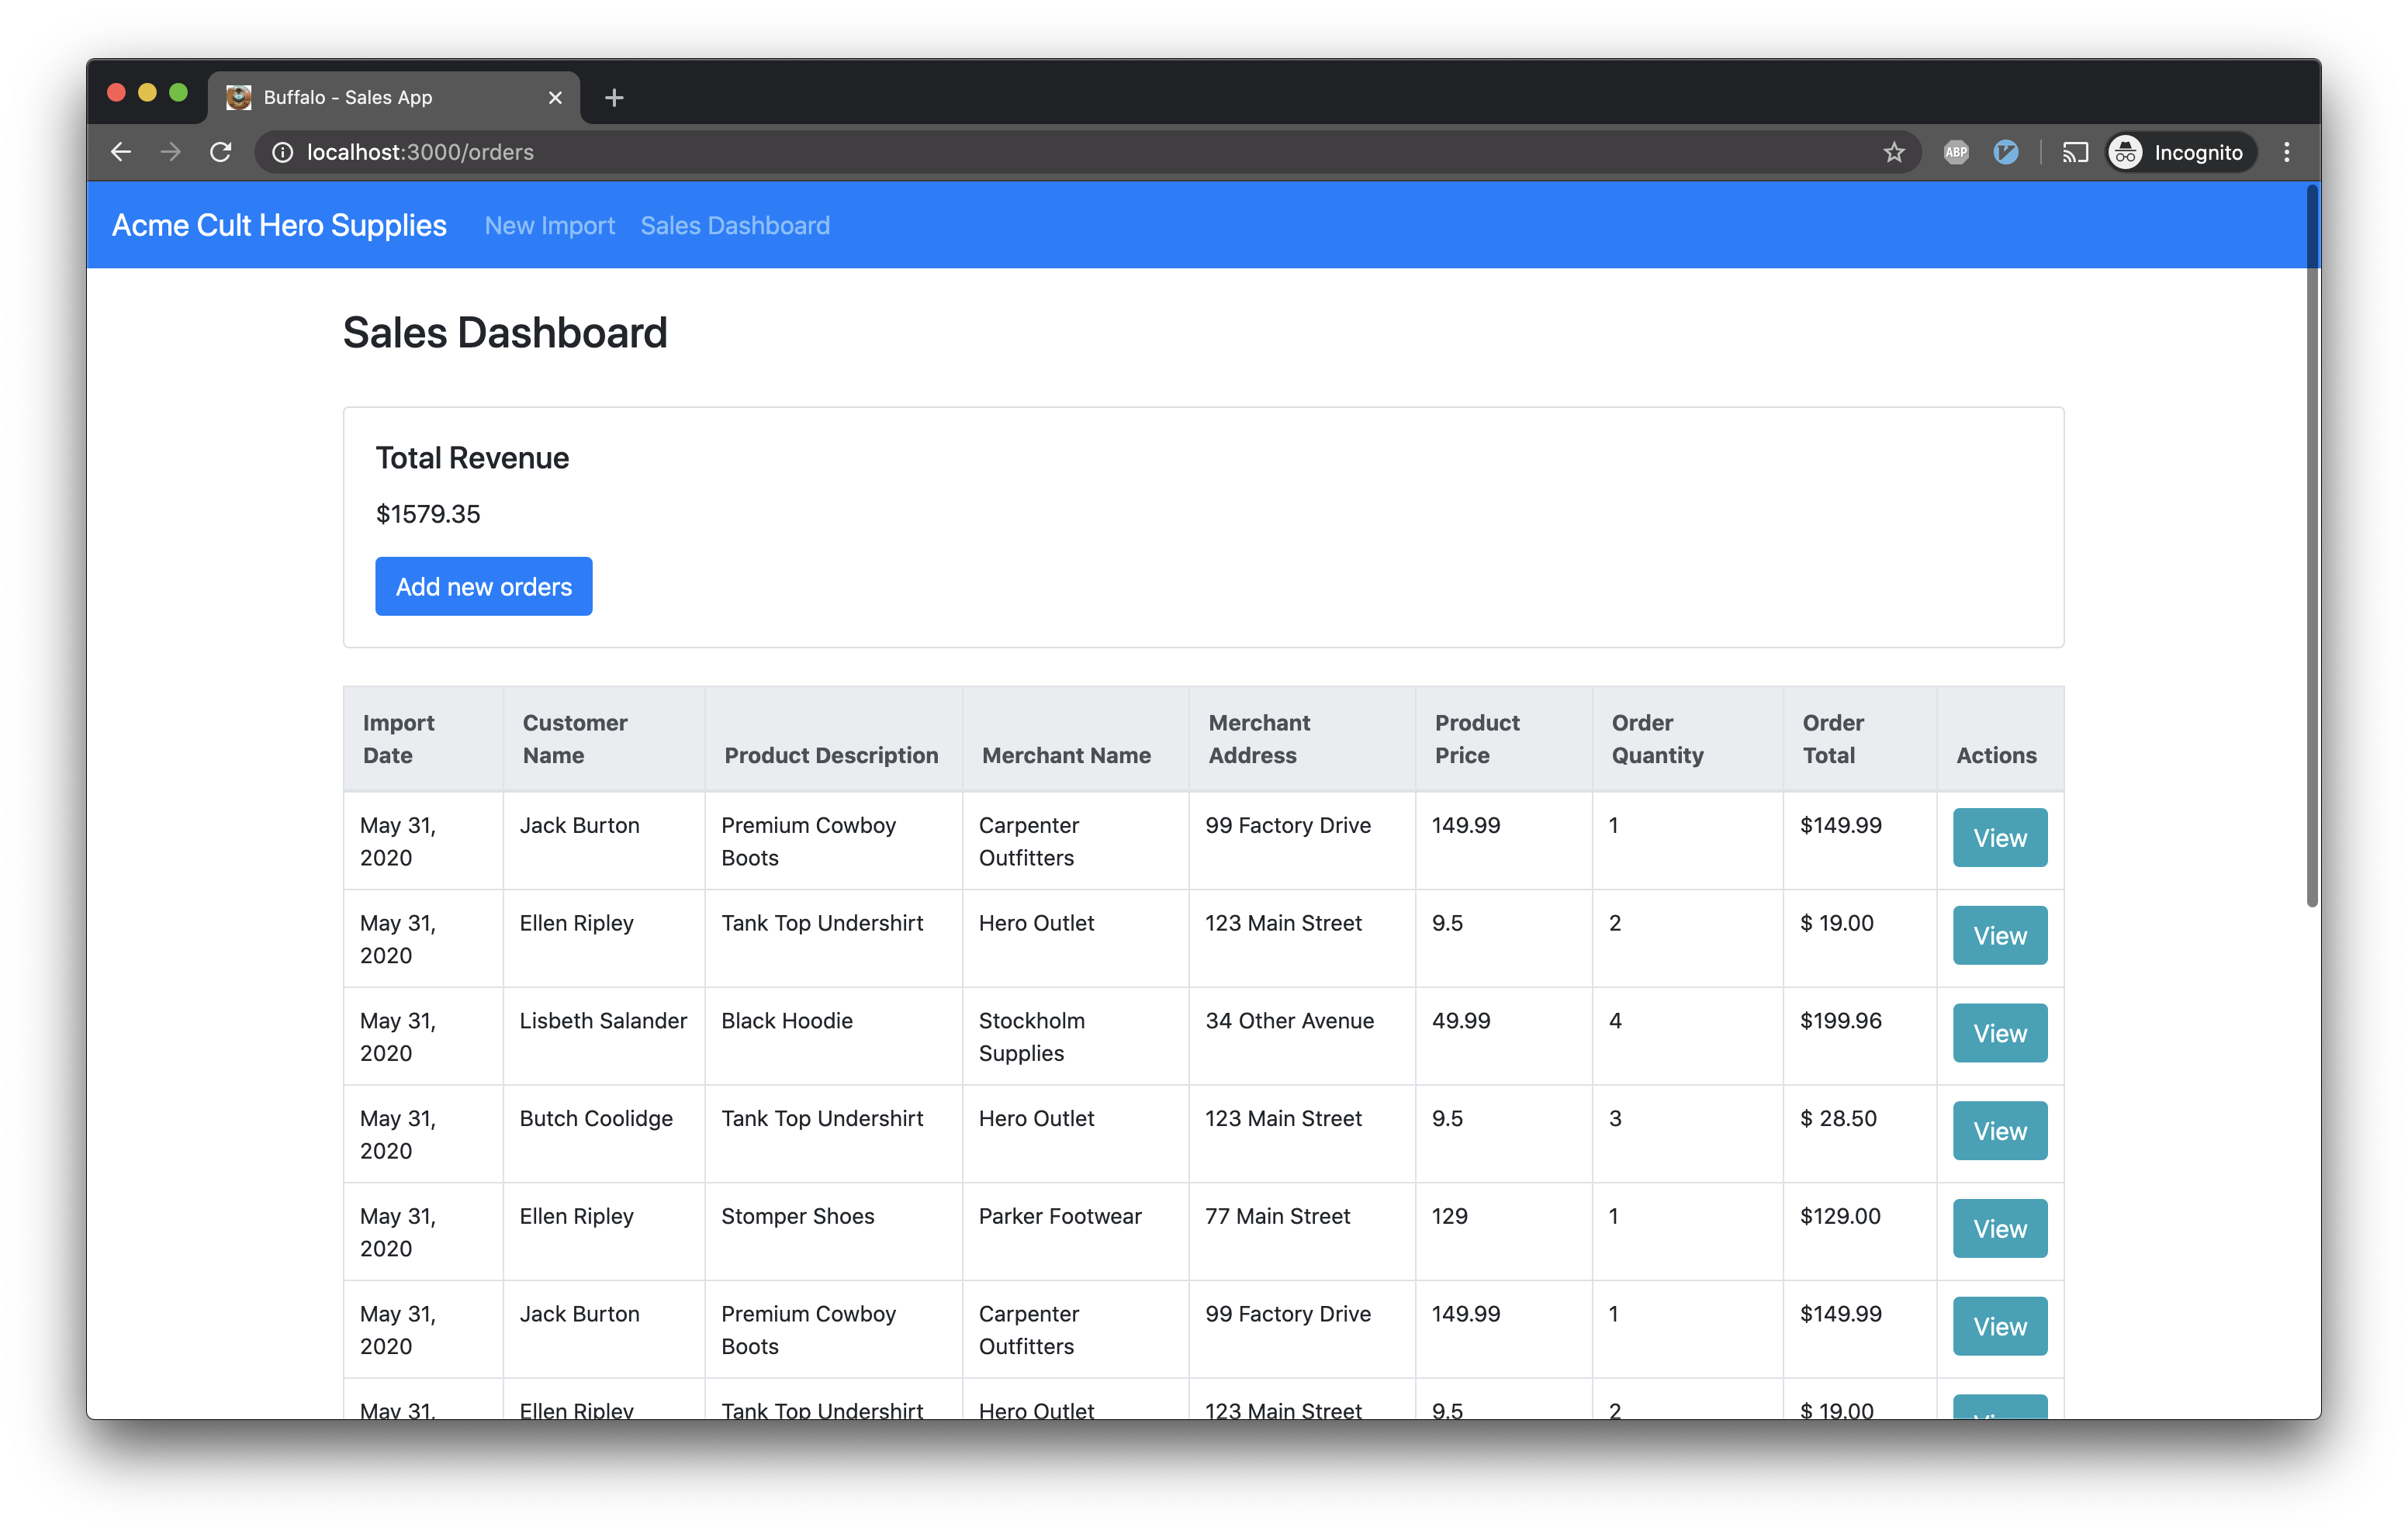 Buffalo - Sales App
localhost:3000/orders
ABP
Incognito
Acme Cult Hero Supplies New Import Sales Dashboard
Sales Dashboard
Total Revenue
$1579.35
Add new orders
Import Date Customer Name Product Description Merchant Name Merchant Address Product Price Order Quantity Order Total Actions
May 31, 2020 Jack Burton Premium Cowboy Boots Carpenter Outfitters 99 Factory Drive 149.99 1 $149.99 View
May 31, 2020 Ellen Ripley Tank Top Undershirt Hero Outlet 123 Main Street 9.5 2 $ 19.00 View
May 31, 2020 Lisbeth Salander Black Hoodie Stockholm Supplies 34 Other Avenue 49.99 4 $199.96 View
May 31, 2020 Butch Coolidge Tank Top Undershirt Hero Outlet 123 Main Street 9.5 3 $ 28.50 View
May 31, 2020 Ellen Ripley Stomper Shoes Parker Footwear 77 Main Street 129 1 $129.00 View
May 31, 2020 Jack Burton Premium Cowboy Boots Carpenter Outfitters 99 Factory Drive 149.99 1 $149.99 View
May 31, Ellen Ripley Tank Top Undershirt Hero Outlet 123 Main Street 9.5 2 $ 19.00